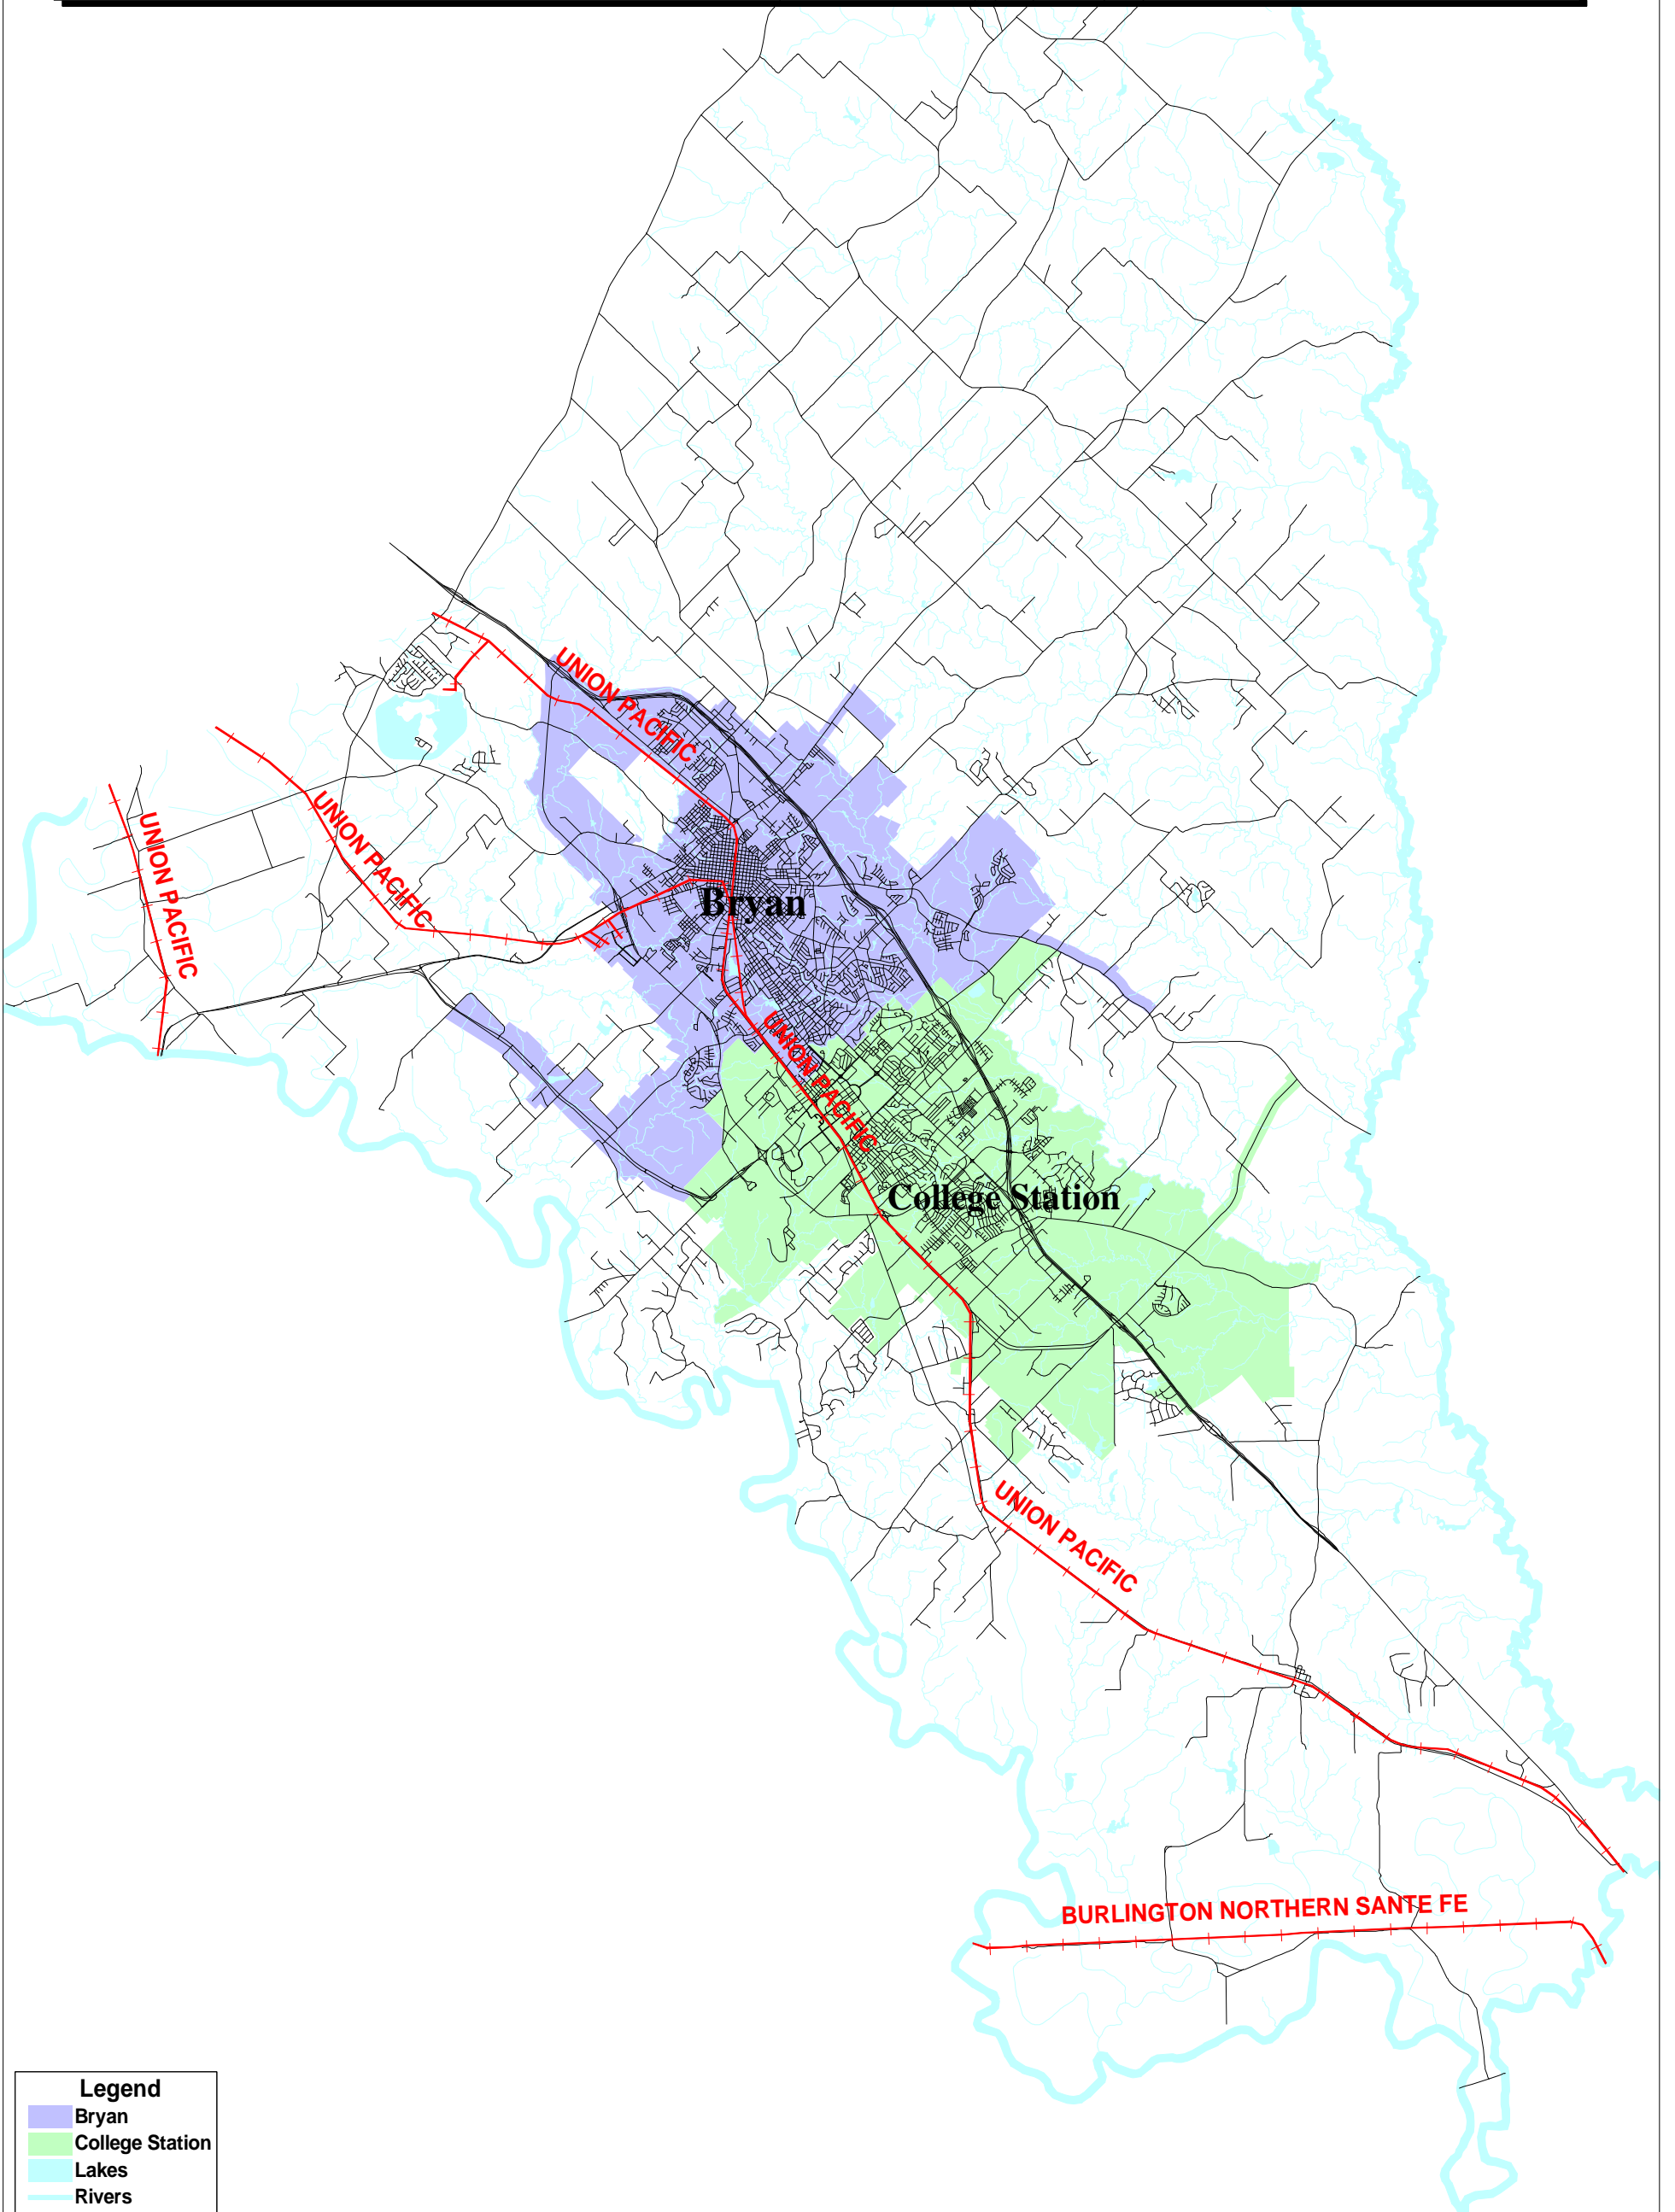 UNION PACIFIC
UNION PACIFIC
UNION PACIFIC
Bryan
UNION PACIFIC
College Station
UNION PACIFIC
BURLINGTON NORTHERN SANTE FE
Legend
Bryan
College Station
Lakes
Rivers